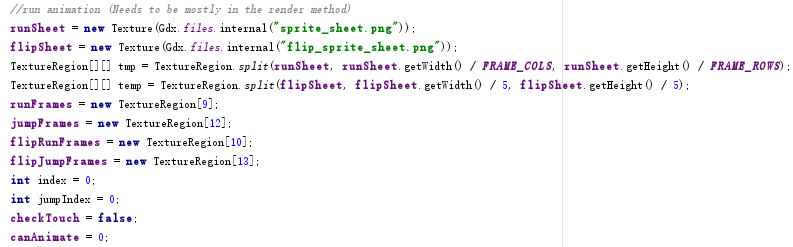 //run animation (Needs to be mostly in the render method)
runSheet = new Texture(Gdx.files.internal("sprite_sheet.png"));
flipSheet = new Texture(Gdx.files.internal("flip_sprite_sheet.png"));
TextureRegion[][] tmp = TextureRegion.split(runSheet, runSheet.getWidth() / FRAME_COLS, runSheet.getHeight() / FRAME_ROWS);
TextureRegion[][] temp = TextureRegion.split(flipSheet, flipSheet.getWidth() / 5, flipSheet.getHeight() / 5);
runFrames = new TextureRegion[9];
jumpFrames = new TextureRegion[12];
flipRunFrames = new TextureRegion[10];
flipJumpFrames = new TextureRegion[13];
int index = 0;
int jumpIndex = 0;
checkTouch = false;
canAnimate = 0;